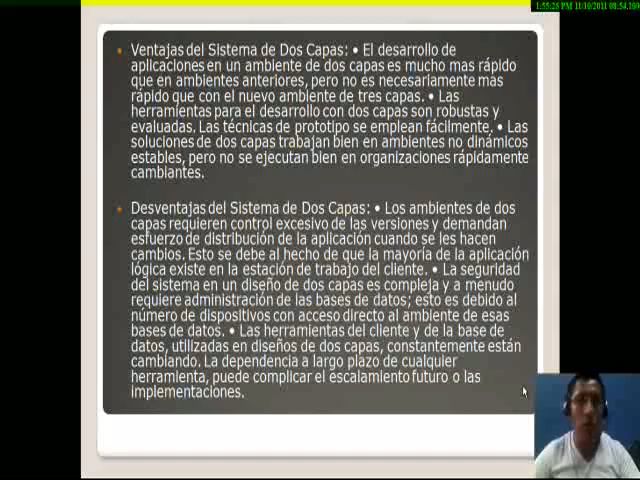 1:55:26 PM 11/10/2011 00:54.160
Ventajas del Sistema de Dos Capas: • El desarrollo de
aplicaciones en un ambiente de dos capas es mucho mas rápido
que en ambientes anteriores, pero no es necesariamente mas
rápido que con el nuevo ambiente de tres capas. • Las
herramientas para el desarrollo con dos capas son robustas y
evaluadas. Las técnicas de prototipo se emplean fácilmente. • Las
soluciones de dos capas trabajan bien en ambientes no dinámicos
estables, pero no se ejecutan bien en organizaciones rápidamente
cambiantes.
Desventajas del Sistema de Dos Capas: • Los ambientes de dos
capas requieren control excesivo de las versiones y demandan
esfuerzo de distribución de la aplicación cuando se les hacen
cambios. Esto se debe al hecho de que la mayoría de la aplicación
lógica existe en la estación de trabajo del cliente. • La seguridad
del sistema en un diseño de dos capas es compleja y a menudo
requiere administración de las bases de datos; esto es debido al
número de dispositivos con acceso directo al ambiente de esas
bases de datos. • Las herramientas del cliente y de la base de
datos, utilizadas en diseños de dos capas, constantemente están
cambiando. La dependencia a largo plazo de cualquier
herramienta, puede complicar el escalamiento futuro o las
implementaciones.